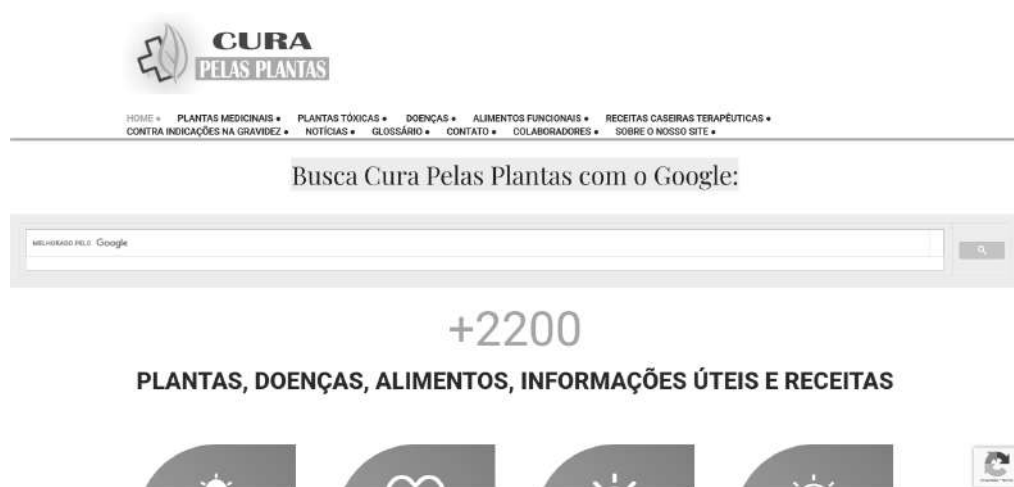 CURA
PELAS PLANTAS
HOME • PLANTAS MEDICINAIS • PLANTAS TÓXICAS • DOENÇAS • ALIMENTOS FUNCIONAIS • RECEITAS CASEIRAS TERAPÊUTICAS •
CONTRA INDICAÇÕES NA GRAVIDEZ • NOTÍCIAS • GLOSSÁRIO • CONTATO • COLABORADORES • SOBRE O NOSSO SITE •
Busca Cura Pelas Plantas com o Google:
MELHORADO PELO Google
+2200
PLANTAS, DOENÇAS, ALIMENTOS, INFORMAÇÕES ÚTEIS E RECEITAS